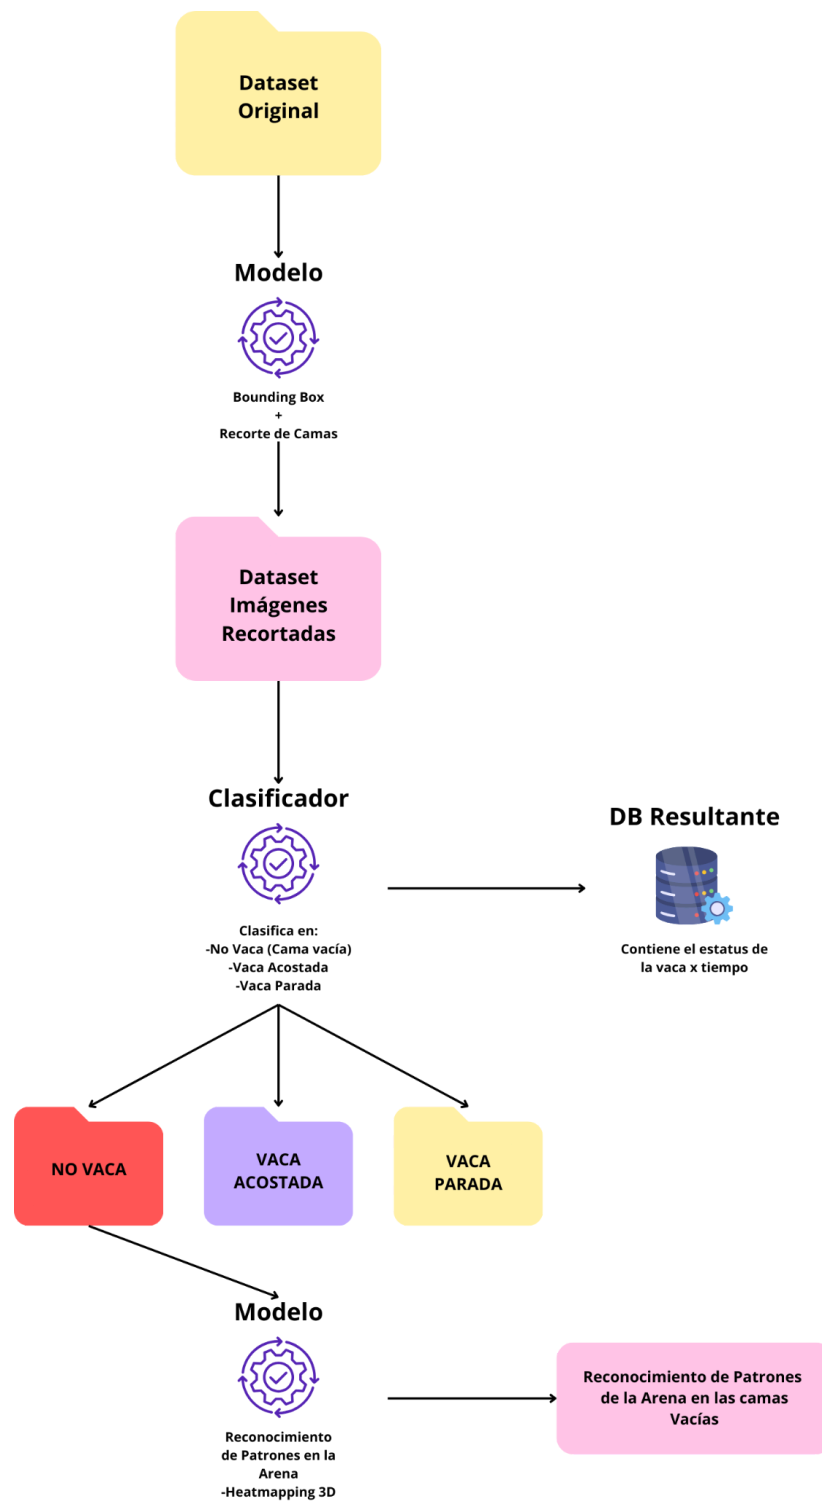 Dataset
Original
Modelo
Bounding Box
+
Recorte de Camas
Dataset
Imágenes
Recortadas
Clasificador
Clasifica en:
-No Vaca (Cama vacía)
-Vaca Acostada
-Vaca Parada
DB Resultante
Contiene el estatus de
la vaca x tiempo
NO VACA
VACA
ACOSTADA
VACA
PARADA
Modelo
Reconocimiento
de Patrones en la
Arena
-Heatmapping 3D
Reconocimiento de Patrones
de la Arena en las camas
Vacías